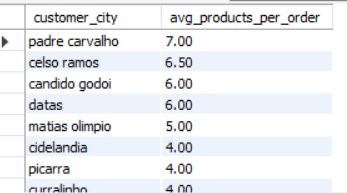 customer_city avg_products_per_order
padre carvalho 7.00
celso ramos 6.50
candido godoi 6.00
datas 6.00
matias olimpio 5.00
cidelandia 4.00
picarra 4.00
curralinho 4.00